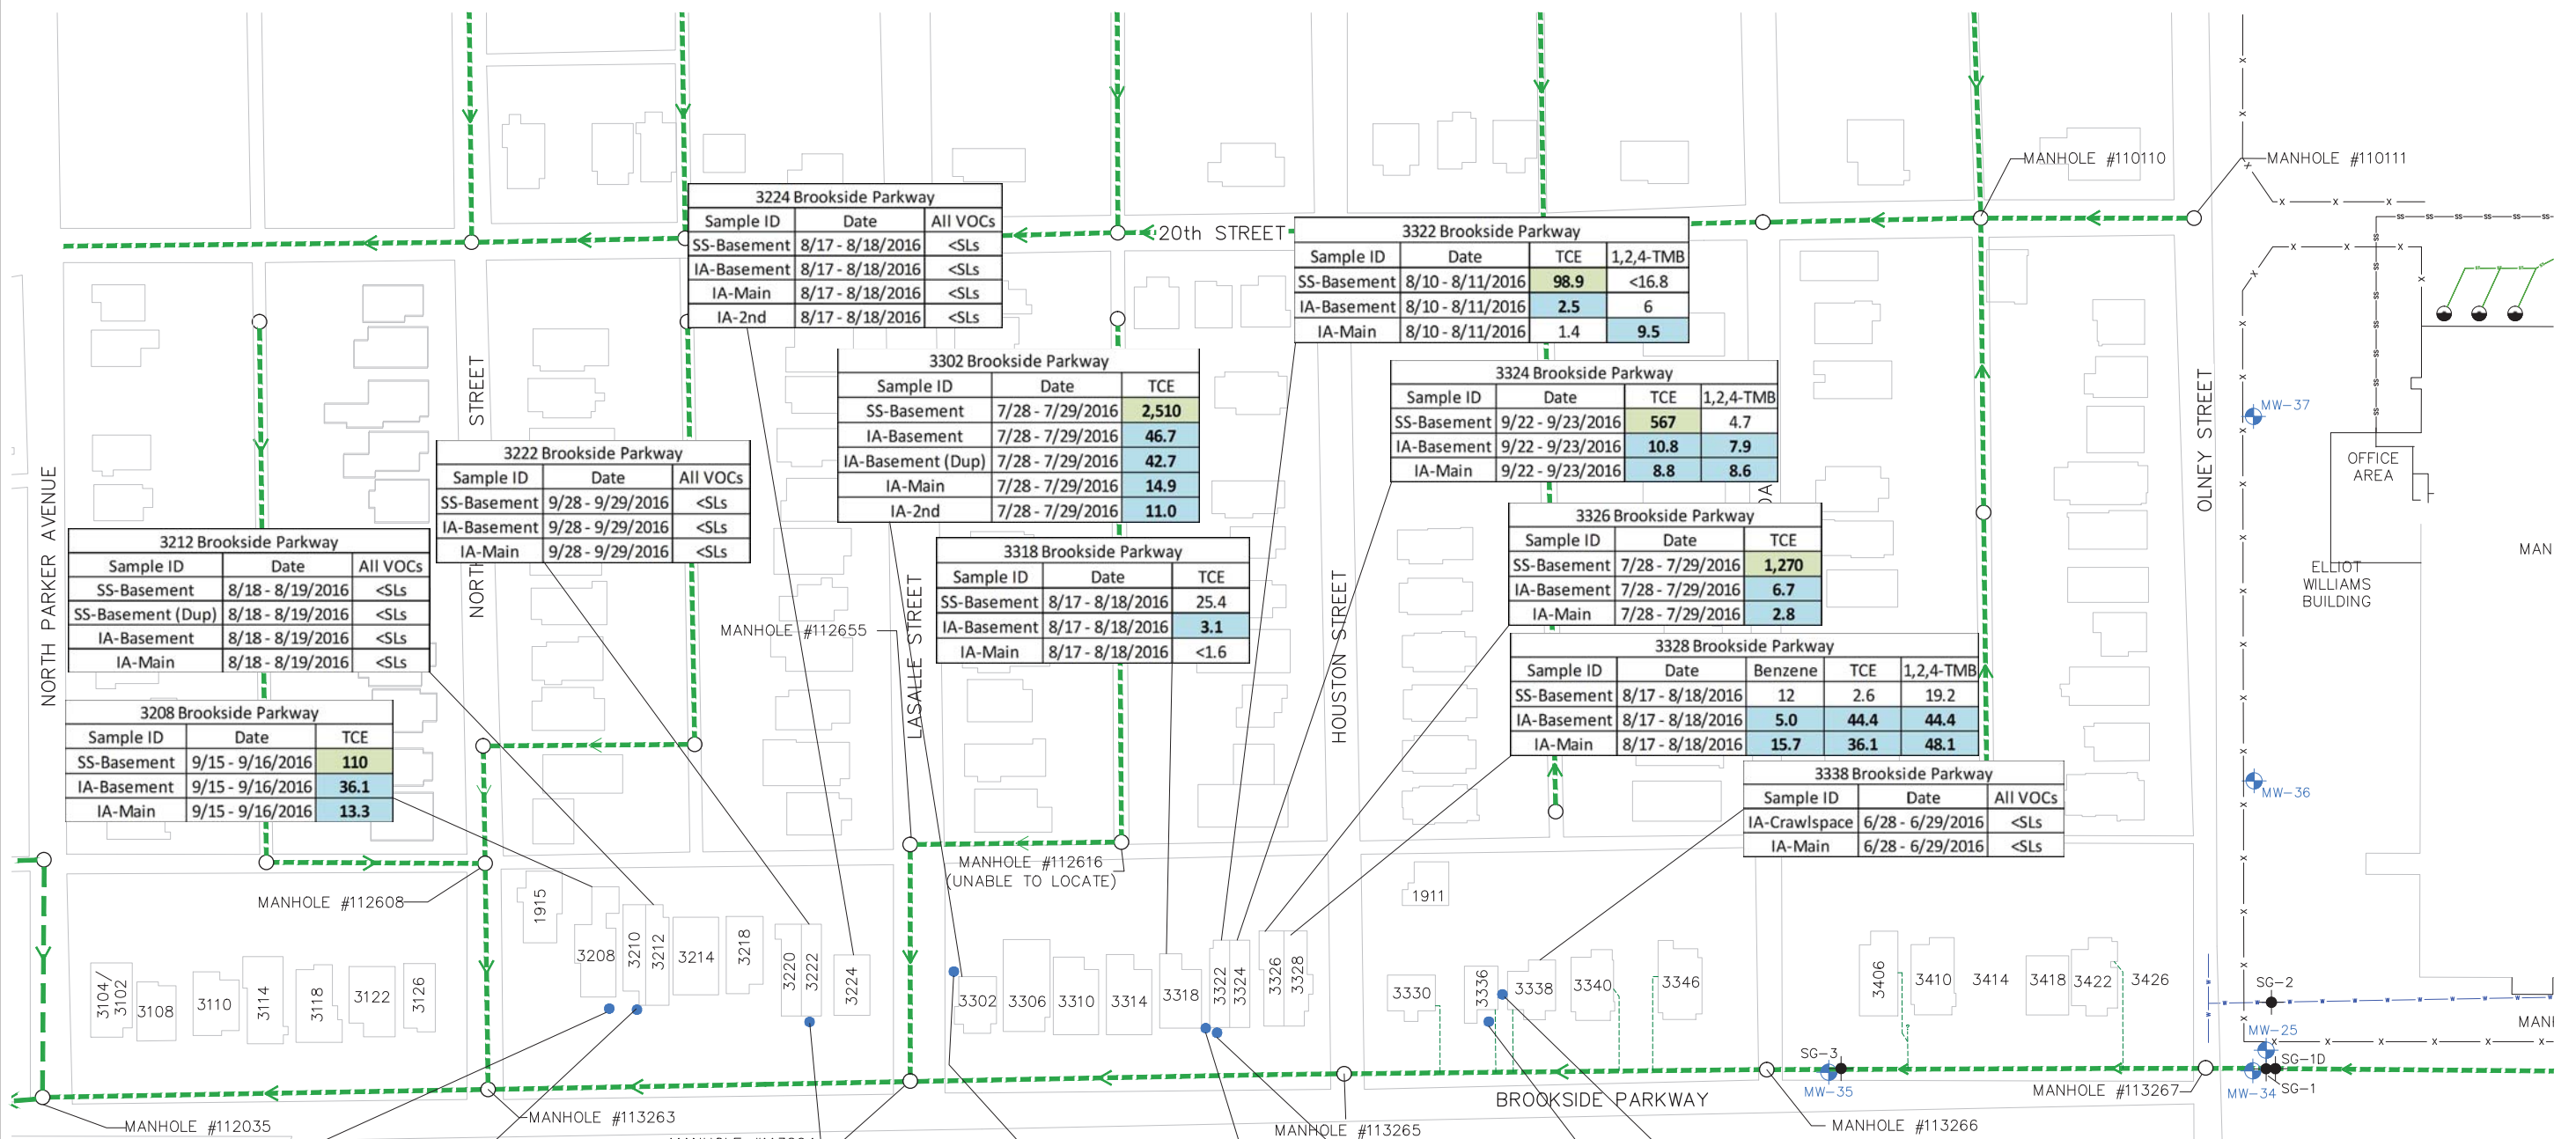 MANHOLE #110110
MANHOLE #110111
20th STREET
3224 Brookside Parkway
Sample ID Date All VOCs
SS-Basement 8/17 - 8/18/2016 <SLs
IA-Basement 8/17 - 8/18/2016 <SLs
IA-Main 8/17 - 8/18/2016 <SLs
IA-2nd 8/17 - 8/18/2016 <SLs
3322 Brookside Parkway
Sample ID Date TCE 1,2,4-TMB
SS-Basement 8/10 - 8/11/2016 98.9 <16.8
IA-Basement 8/10 - 8/11/2016 2.5 6
IA-Main 8/10 - 8/11/2016 1.4 9.5
3302 Brookside Parkway
Sample ID Date TCE
SS-Basement 7/28 - 7/29/2016 2,510
IA-Basement 7/28 - 7/29/2016 46.7
IA-Basement (Dup) 7/28 - 7/29/2016 42.7
IA-Main 7/28 - 7/29/2016 14.9
IA-2nd 7/28 - 7/29/2016 11.0
3324 Brookside Parkway
Sample ID Date TCE 1,2,4-TMB
SS-Basement 9/22 - 9/23/2016 567 4.7
IA-Basement 9/22 - 9/23/2016 10.8 7.9
IA-Main 9/22 - 9/23/2016 8.8 8.6
3222 Brookside Parkway
Sample ID Date All VOCs
SS-Basement 9/28 - 9/29/2016 <SLs
IA-Basement 9/28 - 9/29/2016 <SLs
IA-Main 9/28 - 9/29/2016 <SLs
3326 Brookside Parkway
Sample ID Date TCE
SS-Basement 7/28 - 7/29/2016 1,270
IA-Basement 7/28 - 7/29/2016 6.7
IA-Main 7/28 - 7/29/2016 2.8
3212 Brookside Parkway
Sample ID Date All VOCs
SS-Basement 8/18 - 8/19/2016 <SLs
SS-Basement (Dup) 8/18 - 8/19/2016 <SLs
IA-Basement 8/18 - 8/19/2016 <SLs
IA-Main 8/18 - 8/19/2016 <SLs
3318 Brookside Parkway
Sample ID Date TCE
SS-Basement 8/17 - 8/18/2016 25.4
IA-Basement 8/17 - 8/18/2016 3.1
IA-Main 8/17 - 8/18/2016 <1.6
3328 Brookside Parkway
Sample ID Date Benzene TCE 1,2,4-TMB
SS-Basement 8/17 - 8/18/2016 12 2.6 19.2
IA-Basement 8/17 - 8/18/2016 5.0 44.4 44.4
IA-Main 8/17 - 8/18/2016 15.7 36.1 48.1
3208 Brookside Parkway
Sample ID Date TCE
SS-Basement 9/15 - 9/16/2016 110
IA-Basement 9/15 - 9/16/2016 36.1
IA-Main 9/15 - 9/16/2016 13.3
3338 Brookside Parkway
Sample ID Date All VOCs
IA-Crawlspace 6/28 - 6/29/2016 <SLs
IA-Main 6/28 - 6/29/2016 <SLs
NORTH PARKER AVENUE
NORTH
STREET
LASALLE STREET
HOUSTON STREET
OLNEY STREET
MW-37
OFFICE
AREA
MAN
ELLIOT
WILLIAMS
BUILDING
MW-36
MANHOLE #112655
MANHOLE #112616
(UNABLE TO LOCATE)
MANHOLE #112608
1915
1911
3104/
3102
3108
3110
3114
3118
3122
3126
3208
3210
3212
3214
3218
3220
3222
3224
3302
3306
3310
3314
3318
3322
3324
3326
3328
3330
3336
3338
3340
3346
3406
3410
3414
3418
3422
3426
SG-2
MAN
MW-25
SG-1D
SG-1
MW-34
SG-3
MW-35
MANHOLE #113267
BROOKSIDE PARKWAY
MANHOLE #113263
MANHOLE #112035
MANHOLE #113265
MANHOLE #113266